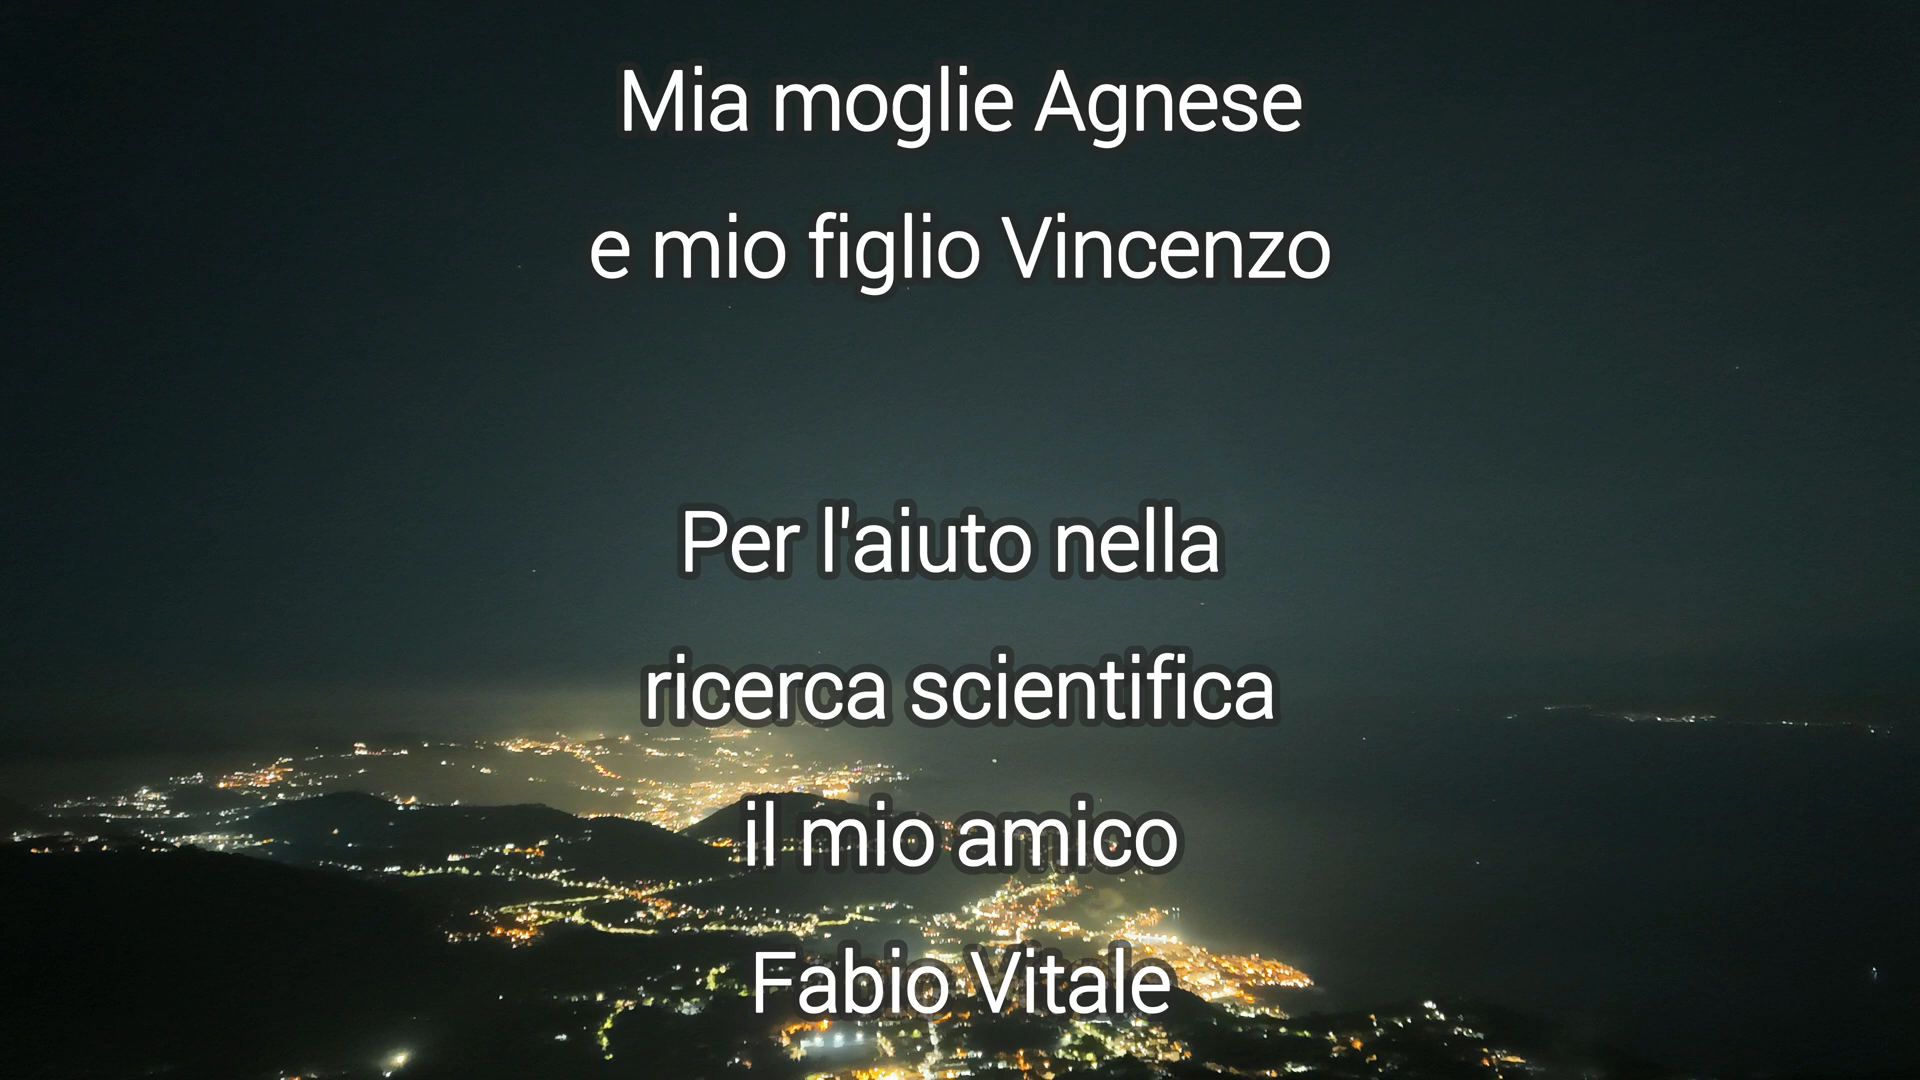 Mia moglie Agnese
e mio figlio Vincenzo
Per l'aiuto nella
ricerca scientifica
il mio amico
Fabio Vitale